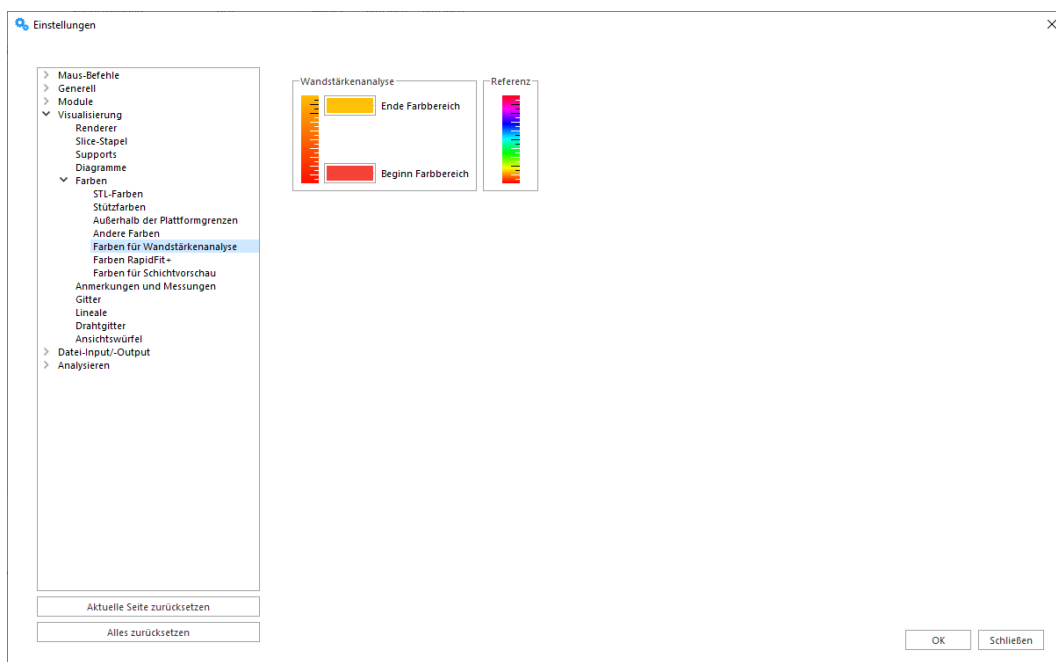 Einstellungen
Maus-Befehle
Generell
Module
Visualisierung
Renderer
Slice-Stapel
Supports
Diagramme
Farben
STL-Farben
Stützfarben
Außerhalb der Plattformgrenzen
Andere Farben
Farben für Wandstärkenanalyse
Farben RapidFit+
Farben für Schichtvorschau
Anmerkungen und Messungen
Gitter
Lineale
Drahtgitter
Ansichtswürfel
Datei-Input/-Output
Analysieren
Aktuelle Seite zurücksetzen
Alles zurücksetzen
Wandstärkenanalyse
Ende Farbbereich
Beginn Farbbereich
Referenz
OK
Schließen